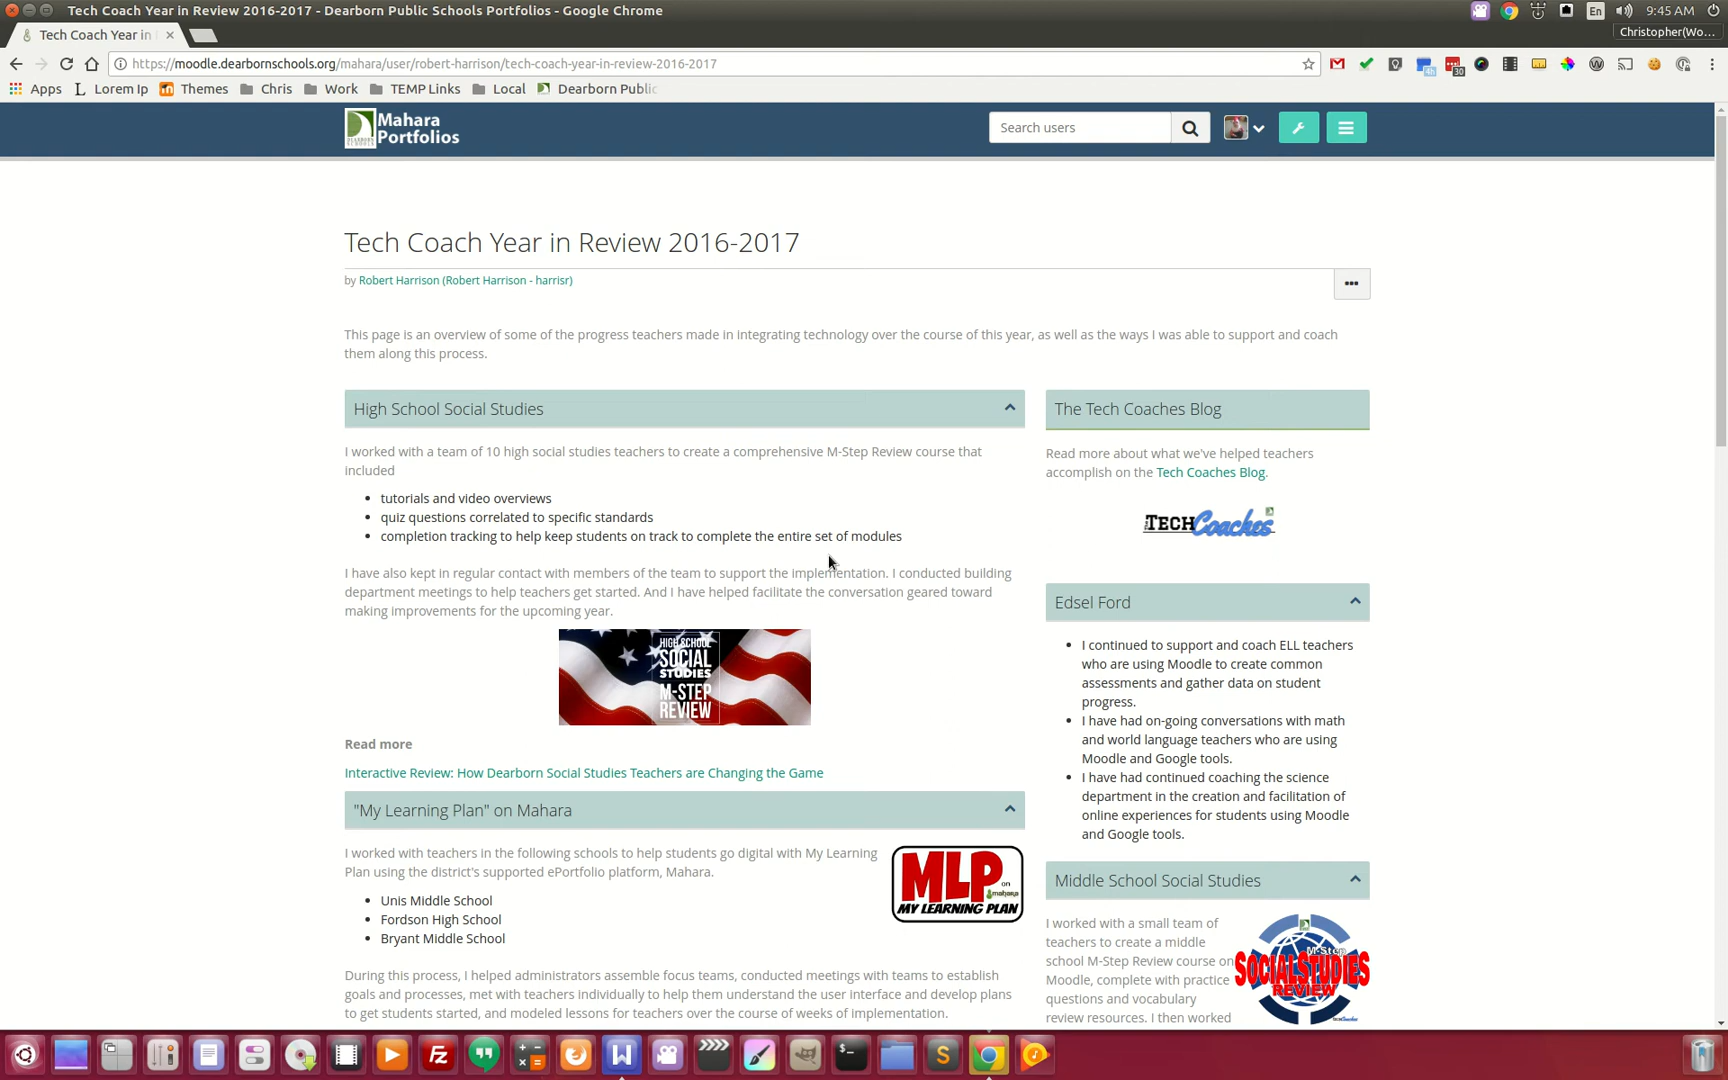 Tech Coach Year in Review 2016-2017 - Dearborn Public Schools Portfolios - Google Chrome
En
9:45 AM
Tech Coach Year in
Christopher(Wo...
https://moodle.dearbornschools.org/mahara/user/robert-harrison/tech-coach-year-in-review-2016-2017
30
Apps
Lorem Ip
Themes
Chris
Work
TEMP Links
Local
Dearborn Public
Mahara
Portfolios
Search users
Tech Coach Year in Review 2016-2017
by Robert Harrison (Robert Harrison - harrisr)
This page is an overview of some of the progress teachers made in integrating technology over the course of this year, as well as the ways I was able to support and coach
them along this process.
High School Social Studies
I worked with a team of 10 high social studies teachers to create a comprehensive M-Step Review course that
included
• tutorials and video overviews
• quiz questions correlated to specific standards
• completion tracking to help keep students on track to complete the entire set of modules
I have also kept in regular contact with members of the team to support the implementation. I conducted building
department meetings to help teachers get started. And I have helped facilitate the conversation geared toward
making improvements for the upcoming year.
HIGH SCHOOL
SOCIAL
STUDIES
M-STEP
REVIEW
Read more
Interactive Review: How Dearborn Social Studies Teachers are Changing the Game
"My Learning Plan" on Mahara
I worked with teachers in the following schools to help students go digital with My Learning
Plan using the district's supported ePortfolio platform, Mahara.
• Unis Middle School
• Fordson High School
• Bryant Middle School
MLP
on
mahara
MY LEARNING PLAN
During this process, I helped administrators assemble focus teams, conducted meetings with teams to establish
goals and processes, met with teachers individually to help them understand the user interface and develop plans
to get students started, and modeled lessons for teachers over the course of weeks of implementation.
The Tech Coaches Blog
Read more about what we've helped teachers
accomplish on the Tech Coaches Blog.
THE TECH Coaches
Edsel Ford
• I continued to support and coach ELL teachers
who are using Moodle to create common
assessments and gather data on student
progress.
• I have had on-going conversations with math
and world language teachers who are using
Moodle and Google tools.
• I have had continued coaching the science
department in the creation and facilitation of
online experiences for students using Moodle
and Google tools.
Middle School Social Studies
I worked with a small team of
teachers to create a middle
school M-Step Review course on
Moodle, complete with practice
questions and vocabulary
review resources. I then worked
M-Step
SOCIALSTUDIES
REVIEW